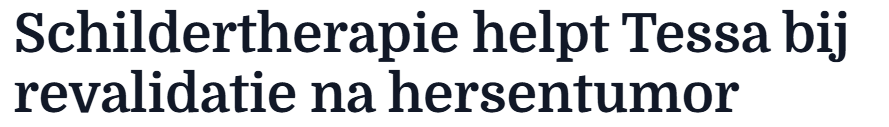 Schildertherapie helpt Tessa bij
revalidatie na hersentumor